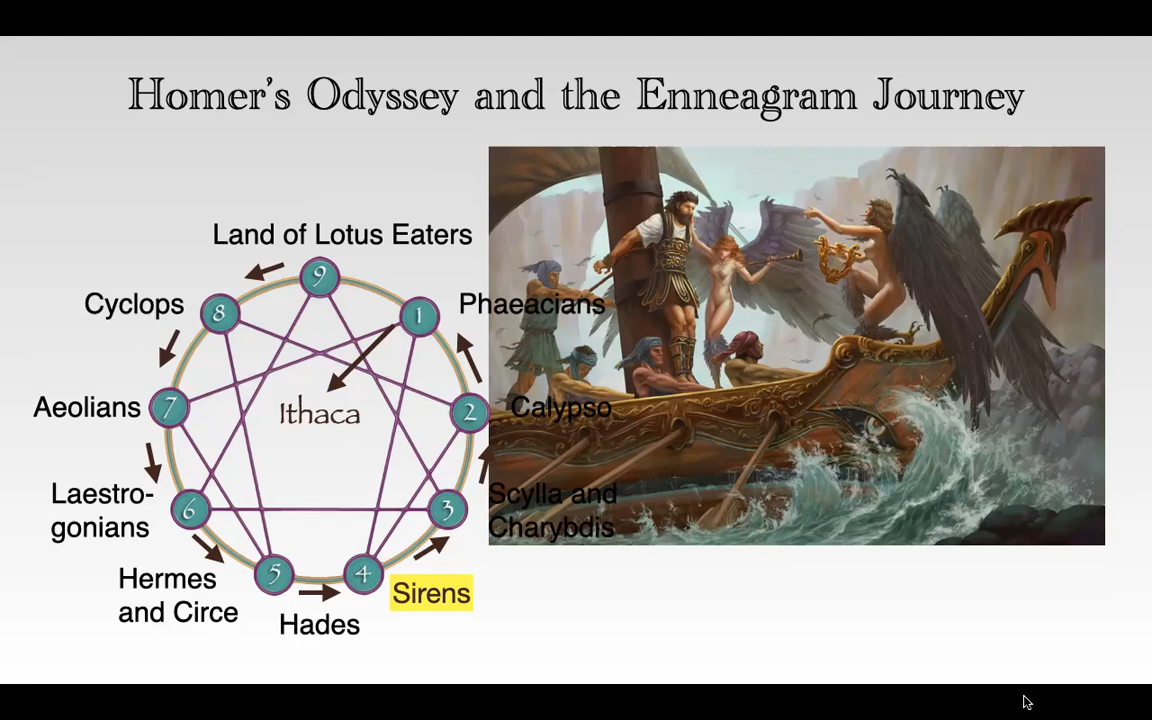 Homer's Odyssey and the Enneagram Journey
Land of Lotus Eaters
9
Cyclops
8
1
Phaeacians
Aeolians
7
Ithaca
2
Calypso
Laestro-
gonians
6
3
Scylla and
Charybdis
Hermes
and Circe
5
4
Sirens
Hades